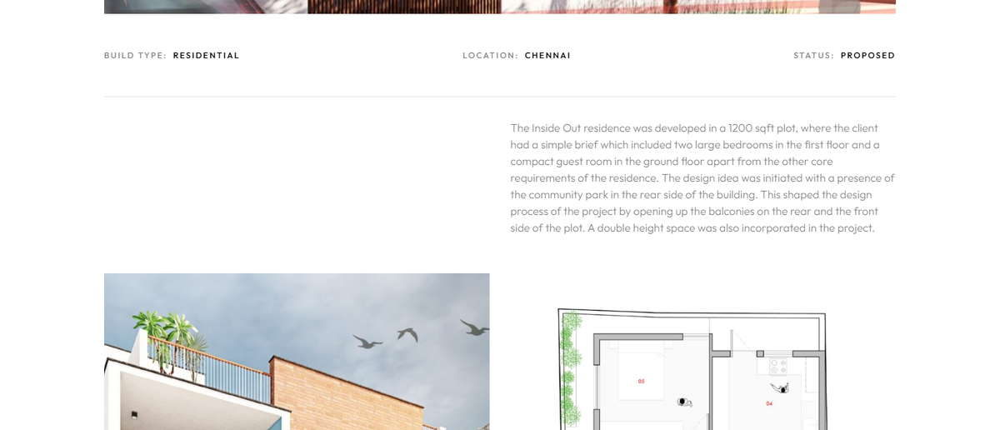 BUILD TYPE: RESIDENTIAL
LOCATION: CHENNAI
STATUS: PROPOSED
The Inside Out residence was developed in a 1200 sqft plot, where the client
had a simple brief which included two large bedrooms in the first floor and a
compact guest room in the ground floor apart from the other core
requirements of the residence. The design idea was initiated with a presence of
the community park in the rear side of the building. This shaped the design
process of the project by opening up the balconies on the rear and the front
side of the plot. A double height space was also incorporated in the project.
05
04